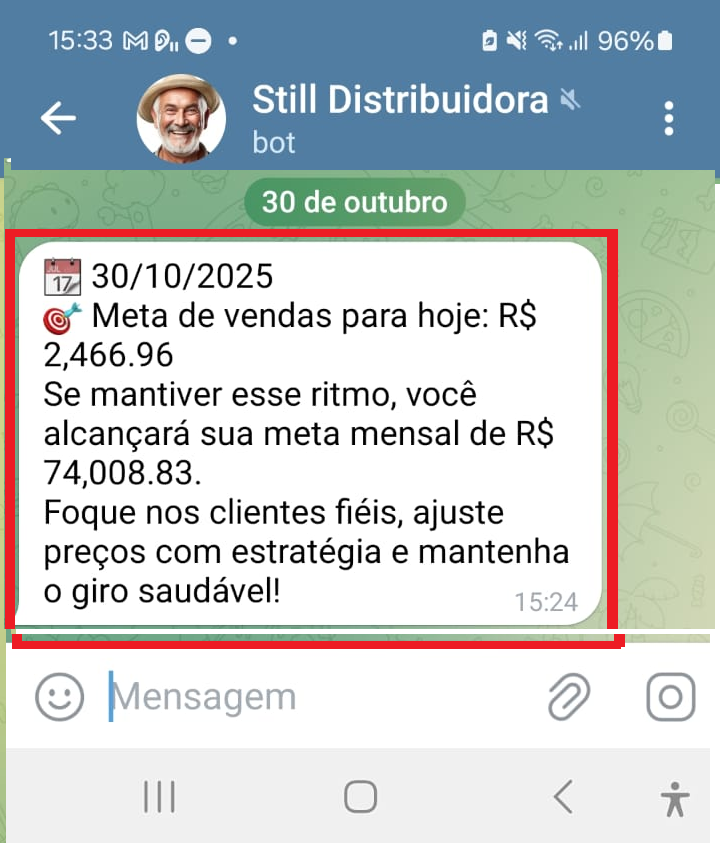 15:33 96%
Still Distribuidora
bot
30 de outubro
JUL
17
30/10/2025
Meta de vendas para hoje: R$
2,466.96
Se mantiver esse ritmo, você
alcançará sua meta mensal de R$
74,008.83.
Foque nos clientes fiéis, ajuste
preços com estratégia e mantenha
o giro saudável!
15:24
Mensagem